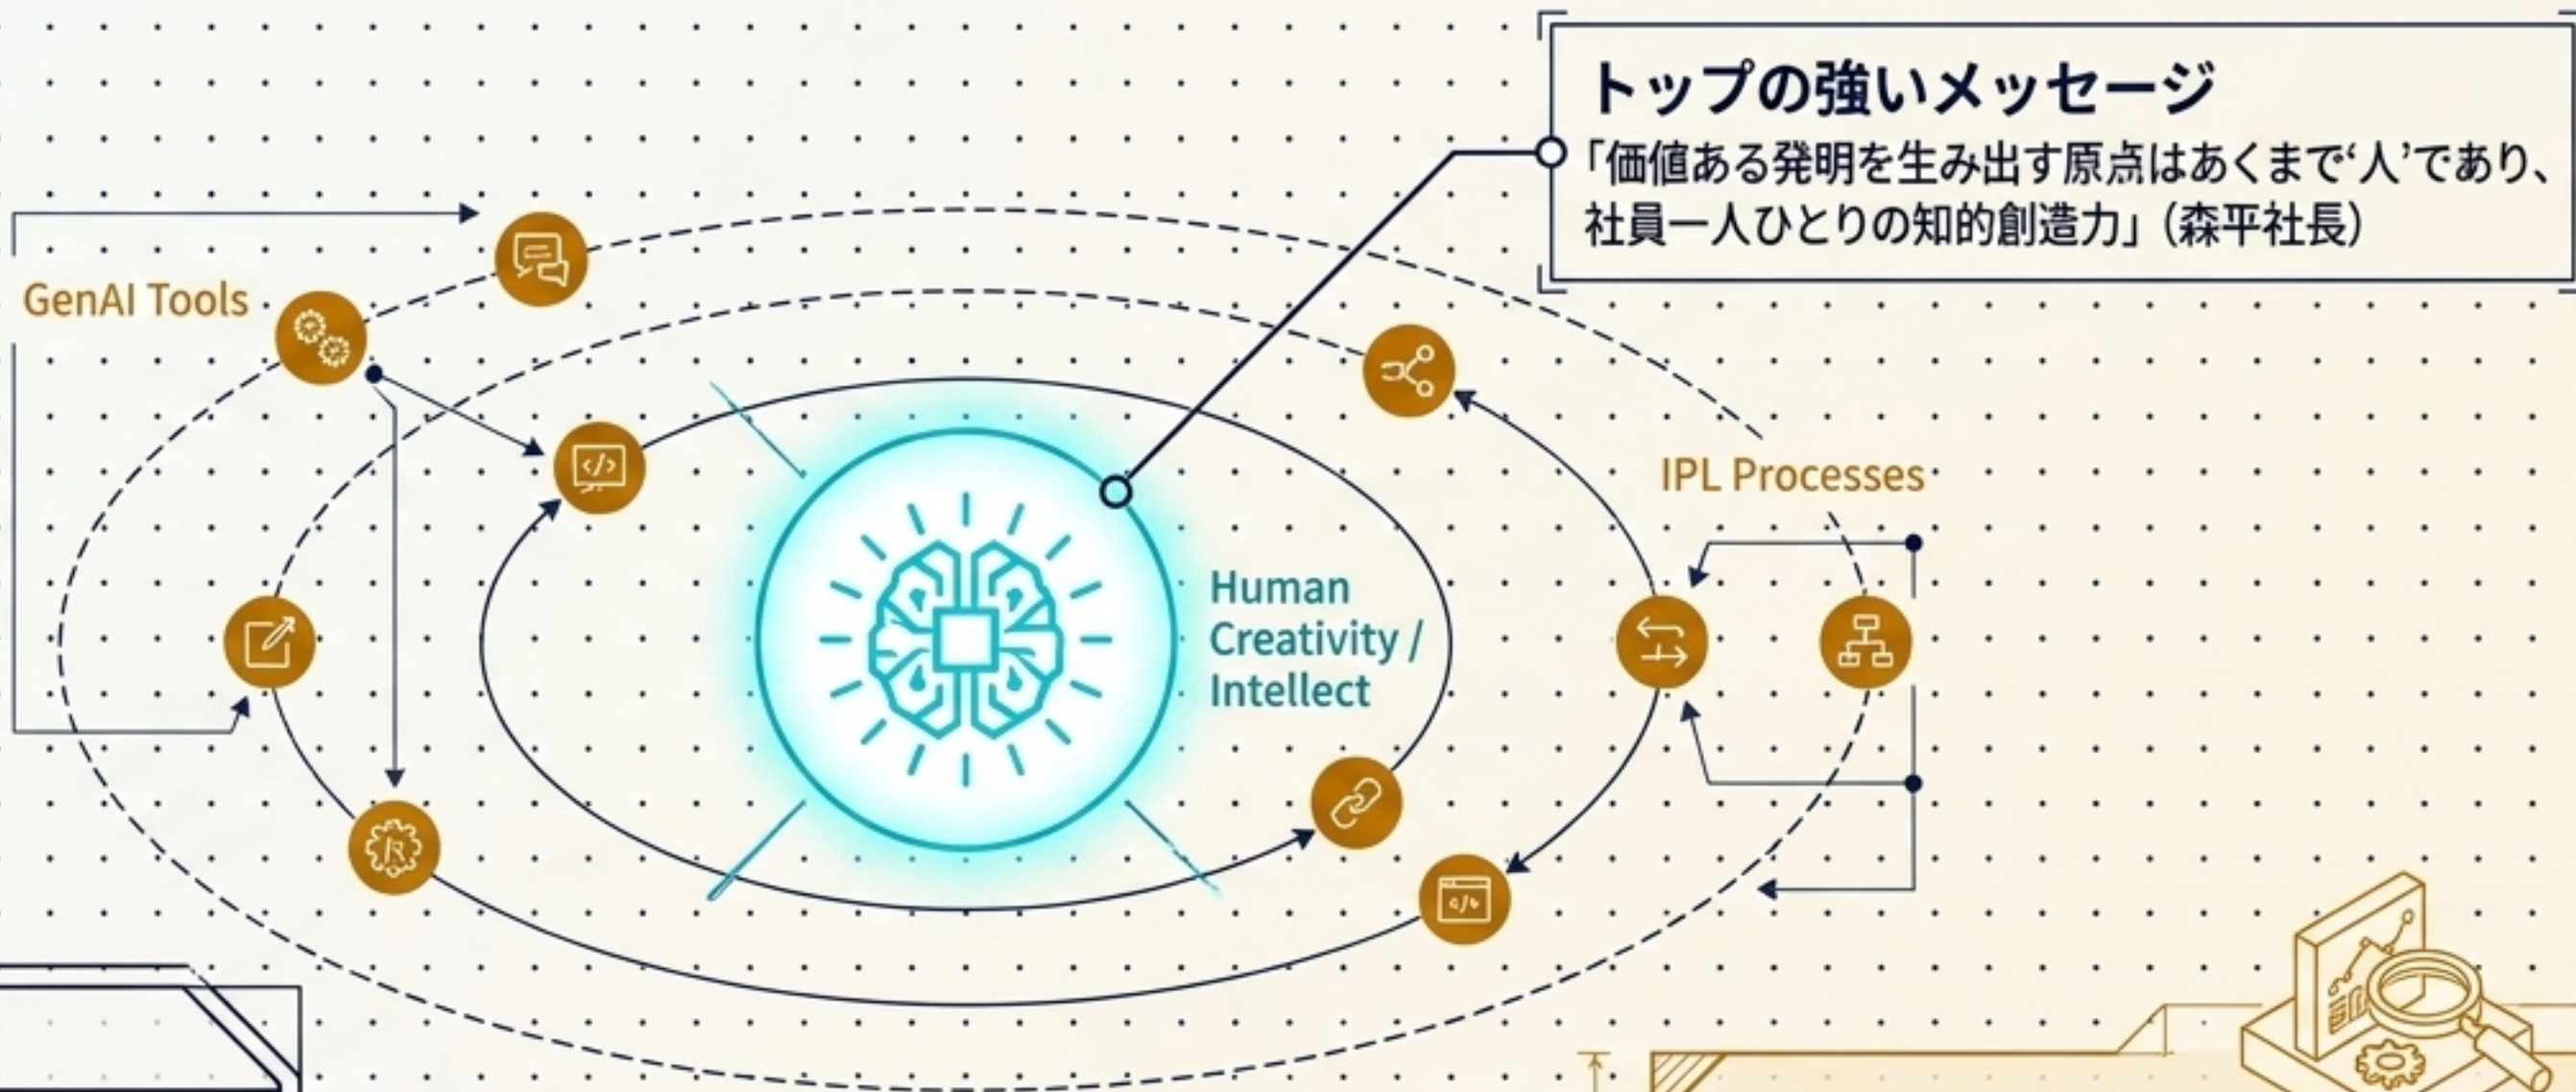 トップの強いメッセージ
「価値ある発明を生み出す原点はあくまで‘人’であり、
社員一人ひとりの知的創造力」（森平社長）
GenAI Tools
IPL Processes
Human
Creativity /
Intellect